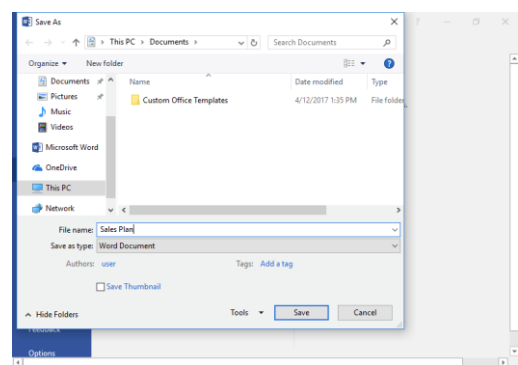 Save As
This PC > Documents >
Search Documents
Organize
New folder
Name
Date modified
Type
Documents
Pictures
Music
Videos
Microsoft Word
OneDrive
This PC
Network
Custom Office Templates
4/12/2017 1:35 PM
File folder
File name: Sales Plan
Save as type: Word Document
Authors: user
Tags: Add a tag
Save Thumbnail
Hide Folders
Tools
Save
Cancel
Feedback
Options